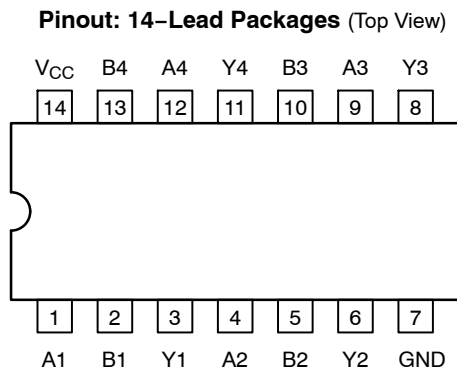 Pinout: 14–Lead Packages (Top View)
VCC B4 A4 Y4 B3 A3 Y3
14 13 12 11 10 9 8
1 2 3 4 5 6 7
A1 B1 Y1 A2 B2 Y2 GND